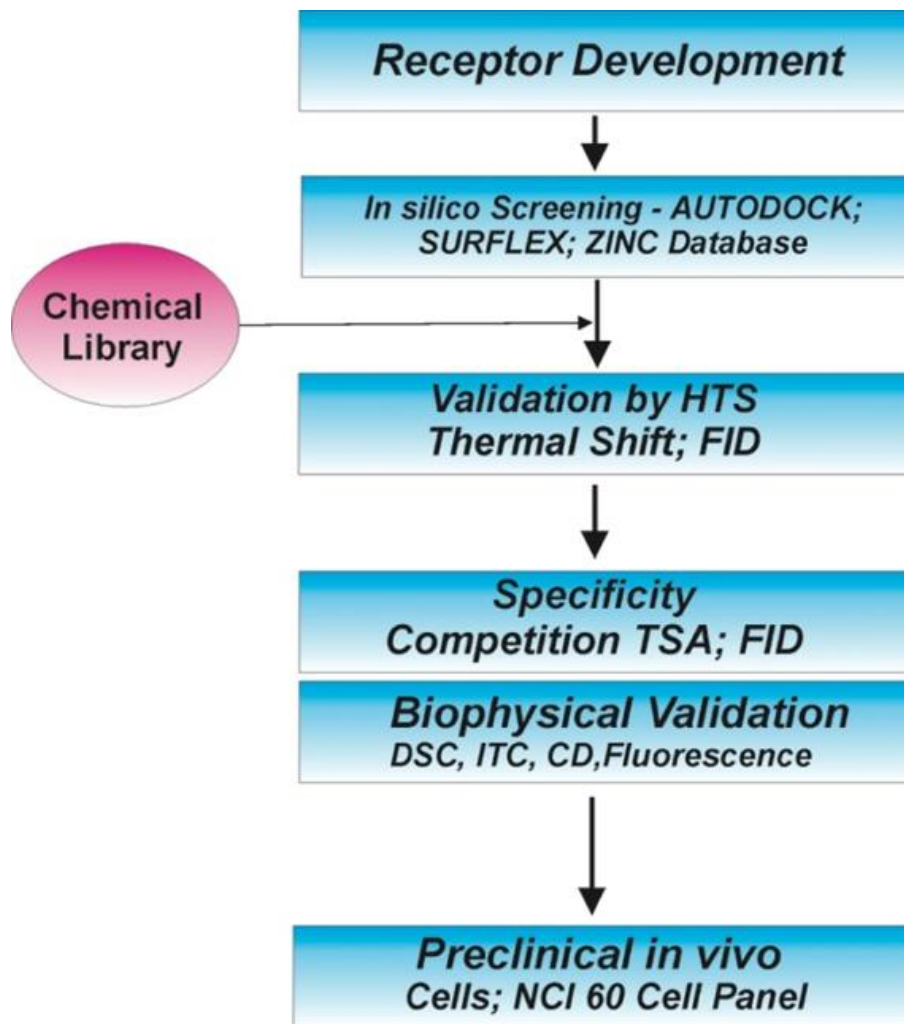 Receptor Development
In silico Screening - AUTODOCK;
SURFLEX; ZINC Database
Chemical
Library
Validation by HTS
Thermal Shift; FID
Specificity
Competition TSA; FID
Biophysical Validation
DSC, ITC, CD,Fluorescence
Preclinical in vivo
Cells; NCI 60 Cell Panel